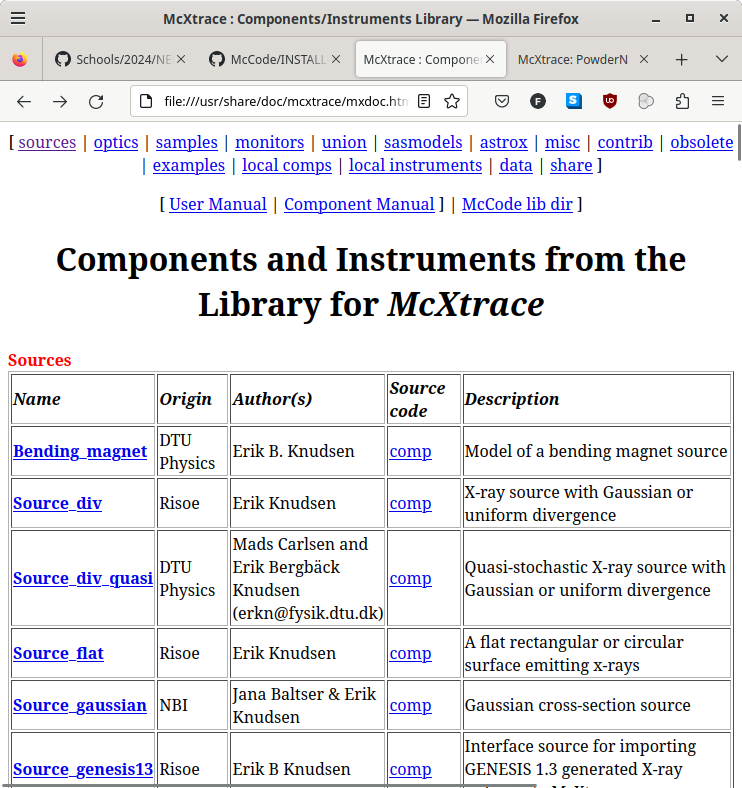 McXtrace : Components/Instruments Library — Mozilla Firefox
Schools/2024/NE
McCode/INSTALL
McXtrace : Compone
McXtrace: PowderN
file:///usr/share/doc/mcxtrace/mxdoc.htm
[ sources | optics | samples | monitors | union | sasmodels | astrox | misc | contrib | obsolete
| examples | local comps | local instruments | data | share ]
[ User Manual | Component Manual ] | McCode lib dir ]
Components and Instruments from the
Library for McXtrace
Sources
Name Origin Author(s) Source code Description
Bending_magnet DTU Physics Erik B. Knudsen comp Model of a bending magnet source
Source_div Risoe Erik Knudsen comp X-ray source with Gaussian or
uniform divergence
Source_div_quasi DTU Physics Mads Carlsen and
Erik Bergbäck
Knudsen
(erkn@fysik.dtu.dk) comp Quasi-stochastic X-ray source with
Gaussian or uniform divergence
Source_flat Risoe Erik Knudsen comp A flat rectangular or circular
surface emitting x-rays
Source_gaussian NBI Jana Baltser & Erik
Knudsen comp Gaussian cross-section source
Source_genesis13 Risoe Erik B Knudsen comp Interface source for importing
GENESIS 1.3 generated X-ray